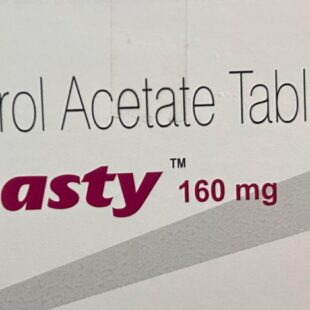 rol Acetate Tabl
asty™ 160 mg